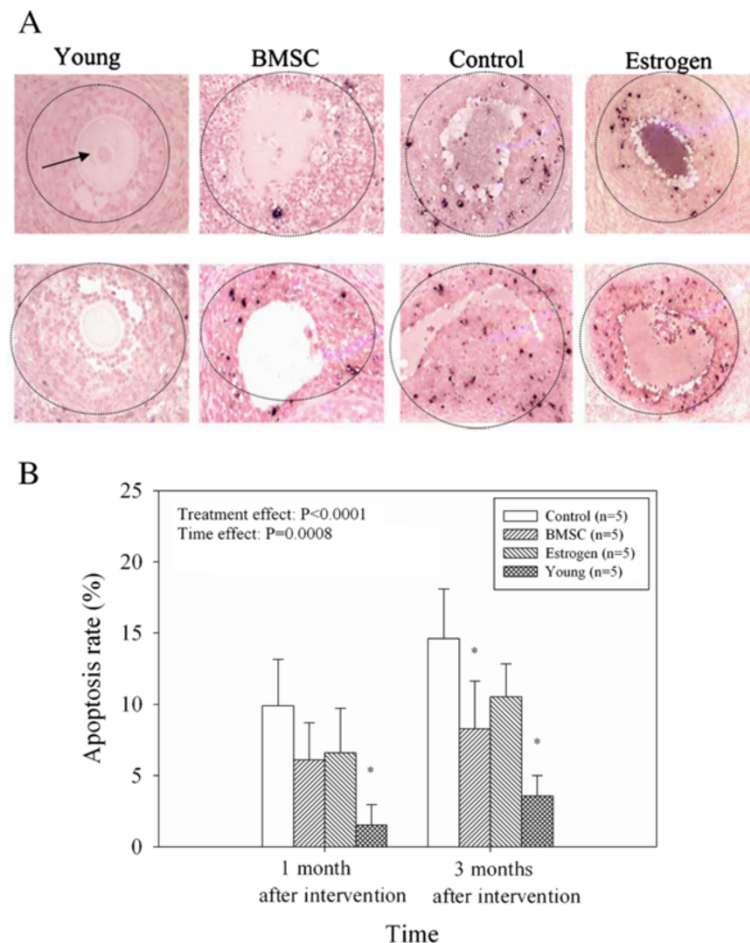 A
Young BMSC Control Estrogen
B
25
20
15
10
5
0
Apoptosis rate (%)
Treatment effect: P<0.0001
Time effect: P=0.0008
Control (n=5)
BMSC (n=5)
Estrogen (n=5)
Young (n=5)
*
*
*
1 month
after intervention
3 months
after intervention
Time